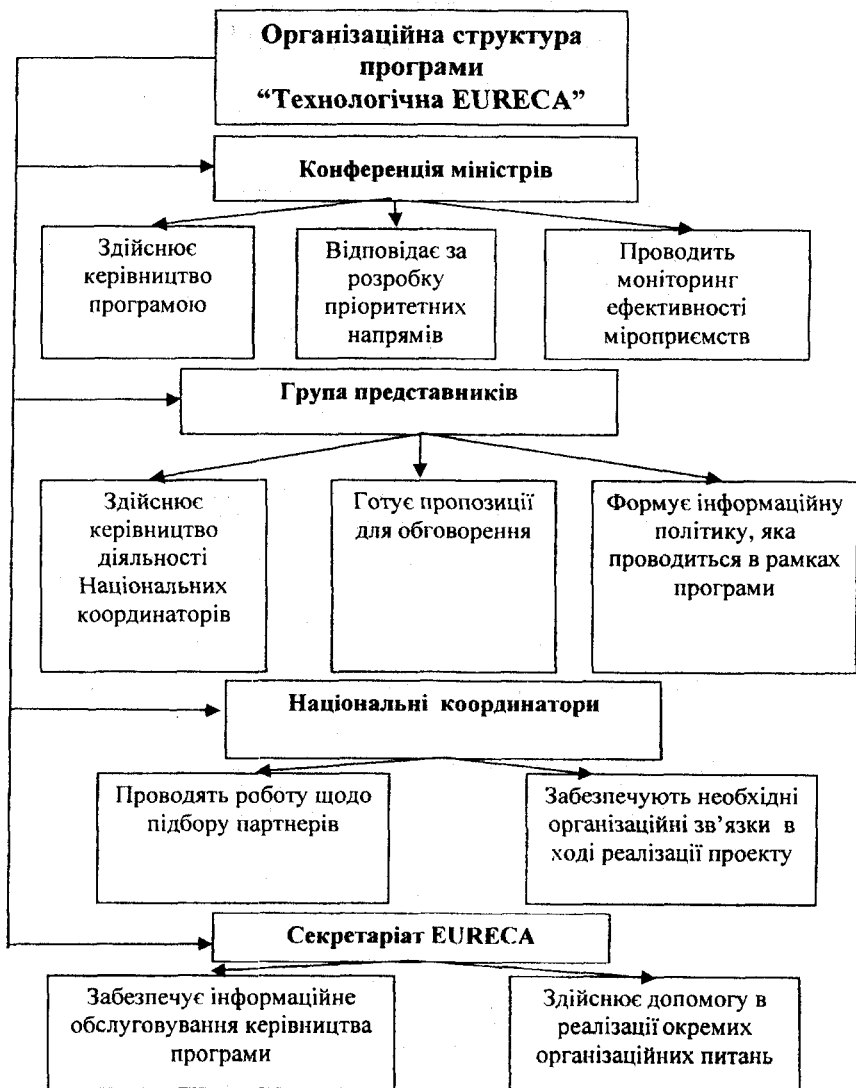 Організаційна структура
програми
“Технологічна EURECA”
Конференція міністрів
Здійснює
керівництво
програмою
Відповідає за
розробку
пріоритетних
напрямів
Проводить
моніторинг
ефективності
міроприємств
Група представників
Здійснює
керівництво
діяльності
Національних
координаторів
Готує пропозиції
для обговорення
Формує інформаційну
політику, яка
проводиться в рамках
програми
Національні координатори
Проводять роботу щодо
підбору партнерів
Забезпечують необхідні
організаційні зв’язки в
ході реалізації проекту
Секретаріат EURECA
Забезпечує інформаційне
обслуговування керівництва
програми
Здійснює допомогу в
реалізації окремих
організаційних питань